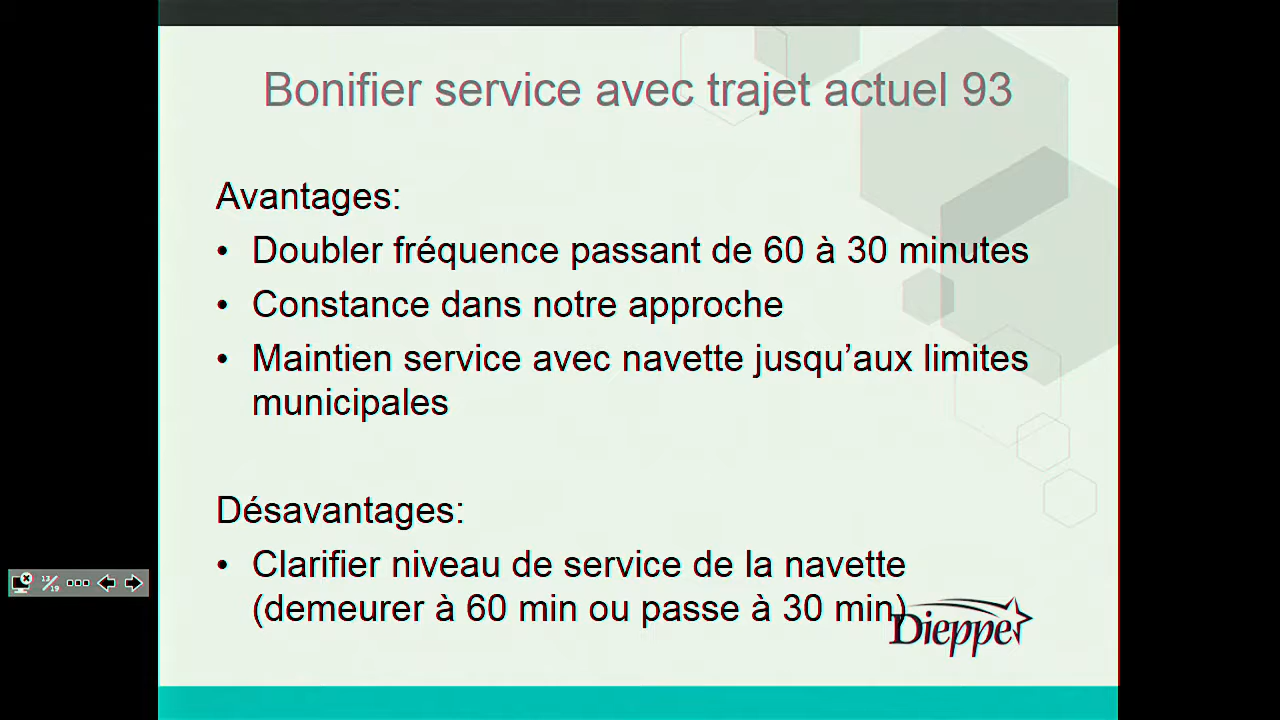 Bonifier service avec trajet actuel 93
Avantages:
• Doubler fréquence passant de 60 à 30 minutes
• Constance dans notre approche
• Maintien service avec navette jusqu’aux limites
municipales
Désavantages:
• Clarifier niveau de service de la navette
(demeurer à 60 min ou passe à 30 min)
Dieppe
13/19